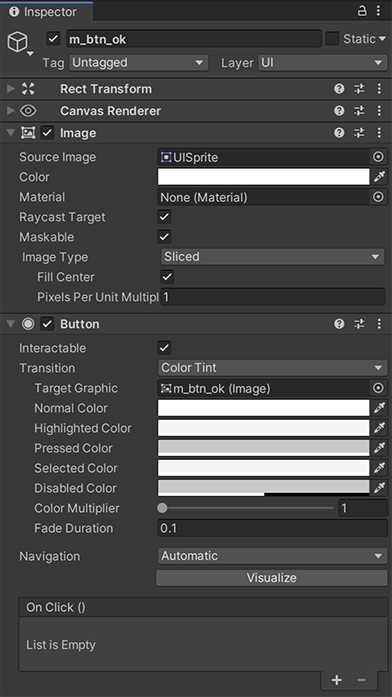 Inspector
m_btn_ok Static
Tag Untagged Layer UI
Rect Transform
Canvas Renderer
Image
Source Image UISprite
Color
Material None (Material)
Raycast Target
Maskable
Image Type Sliced
Fill Center
Pixels Per Unit Multipl 1
Button
Interactable
Transition Color Tint
Target Graphic m_btn_ok (Image)
Normal Color
Highlighted Color
Pressed Color
Selected Color
Disabled Color
Color Multiplier 1
Fade Duration 0.1
Navigation Automatic
Visualize
On Click ()
List is Empty